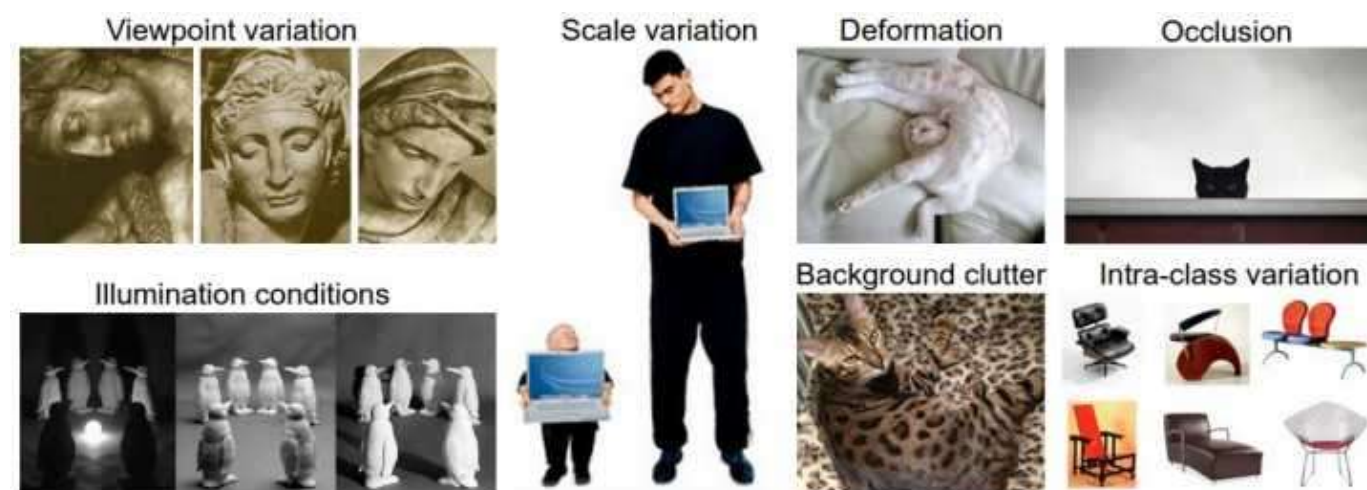 Viewpoint variation
Scale variation
Deformation
Occlusion
Illumination conditions
Background clutter
Intra-class variation